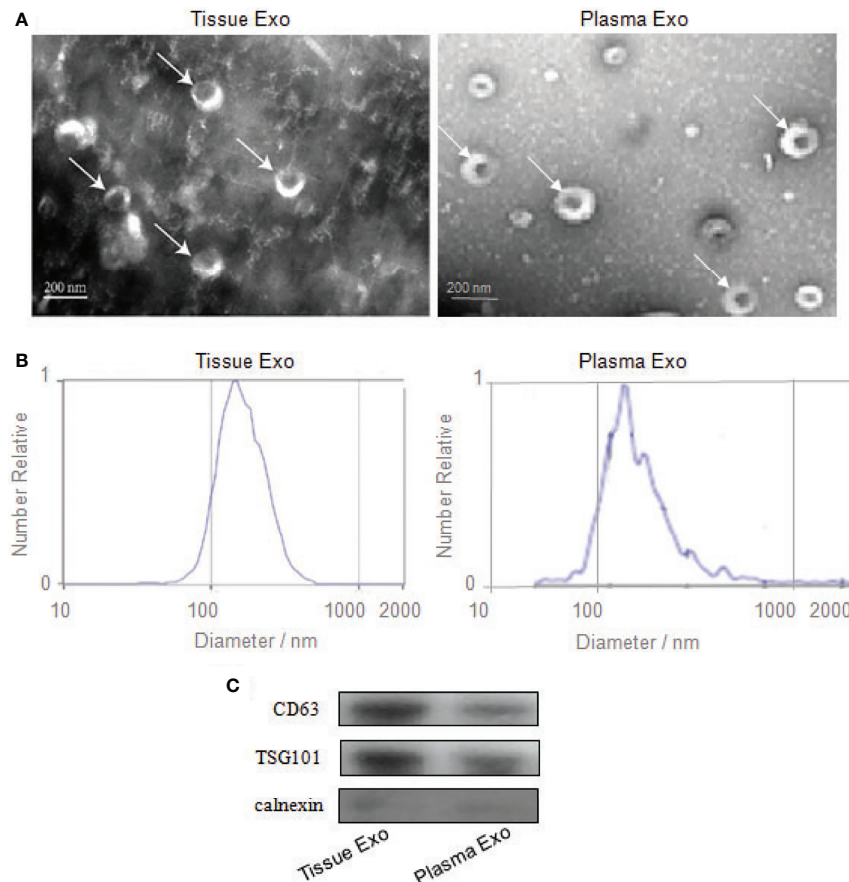 A
Tissue Exo
Plasma Exo
200 nm
200 nm
B
Tissue Exo
Plasma Exo
Number Relative
1
0
10
100
1000
2000
Diameter / nm
Number Relative
1
0
10
100
1000
2000
Diameter / nm
C
CD63
TSG101
calnexin
Tissue Exo
Plasma Exo